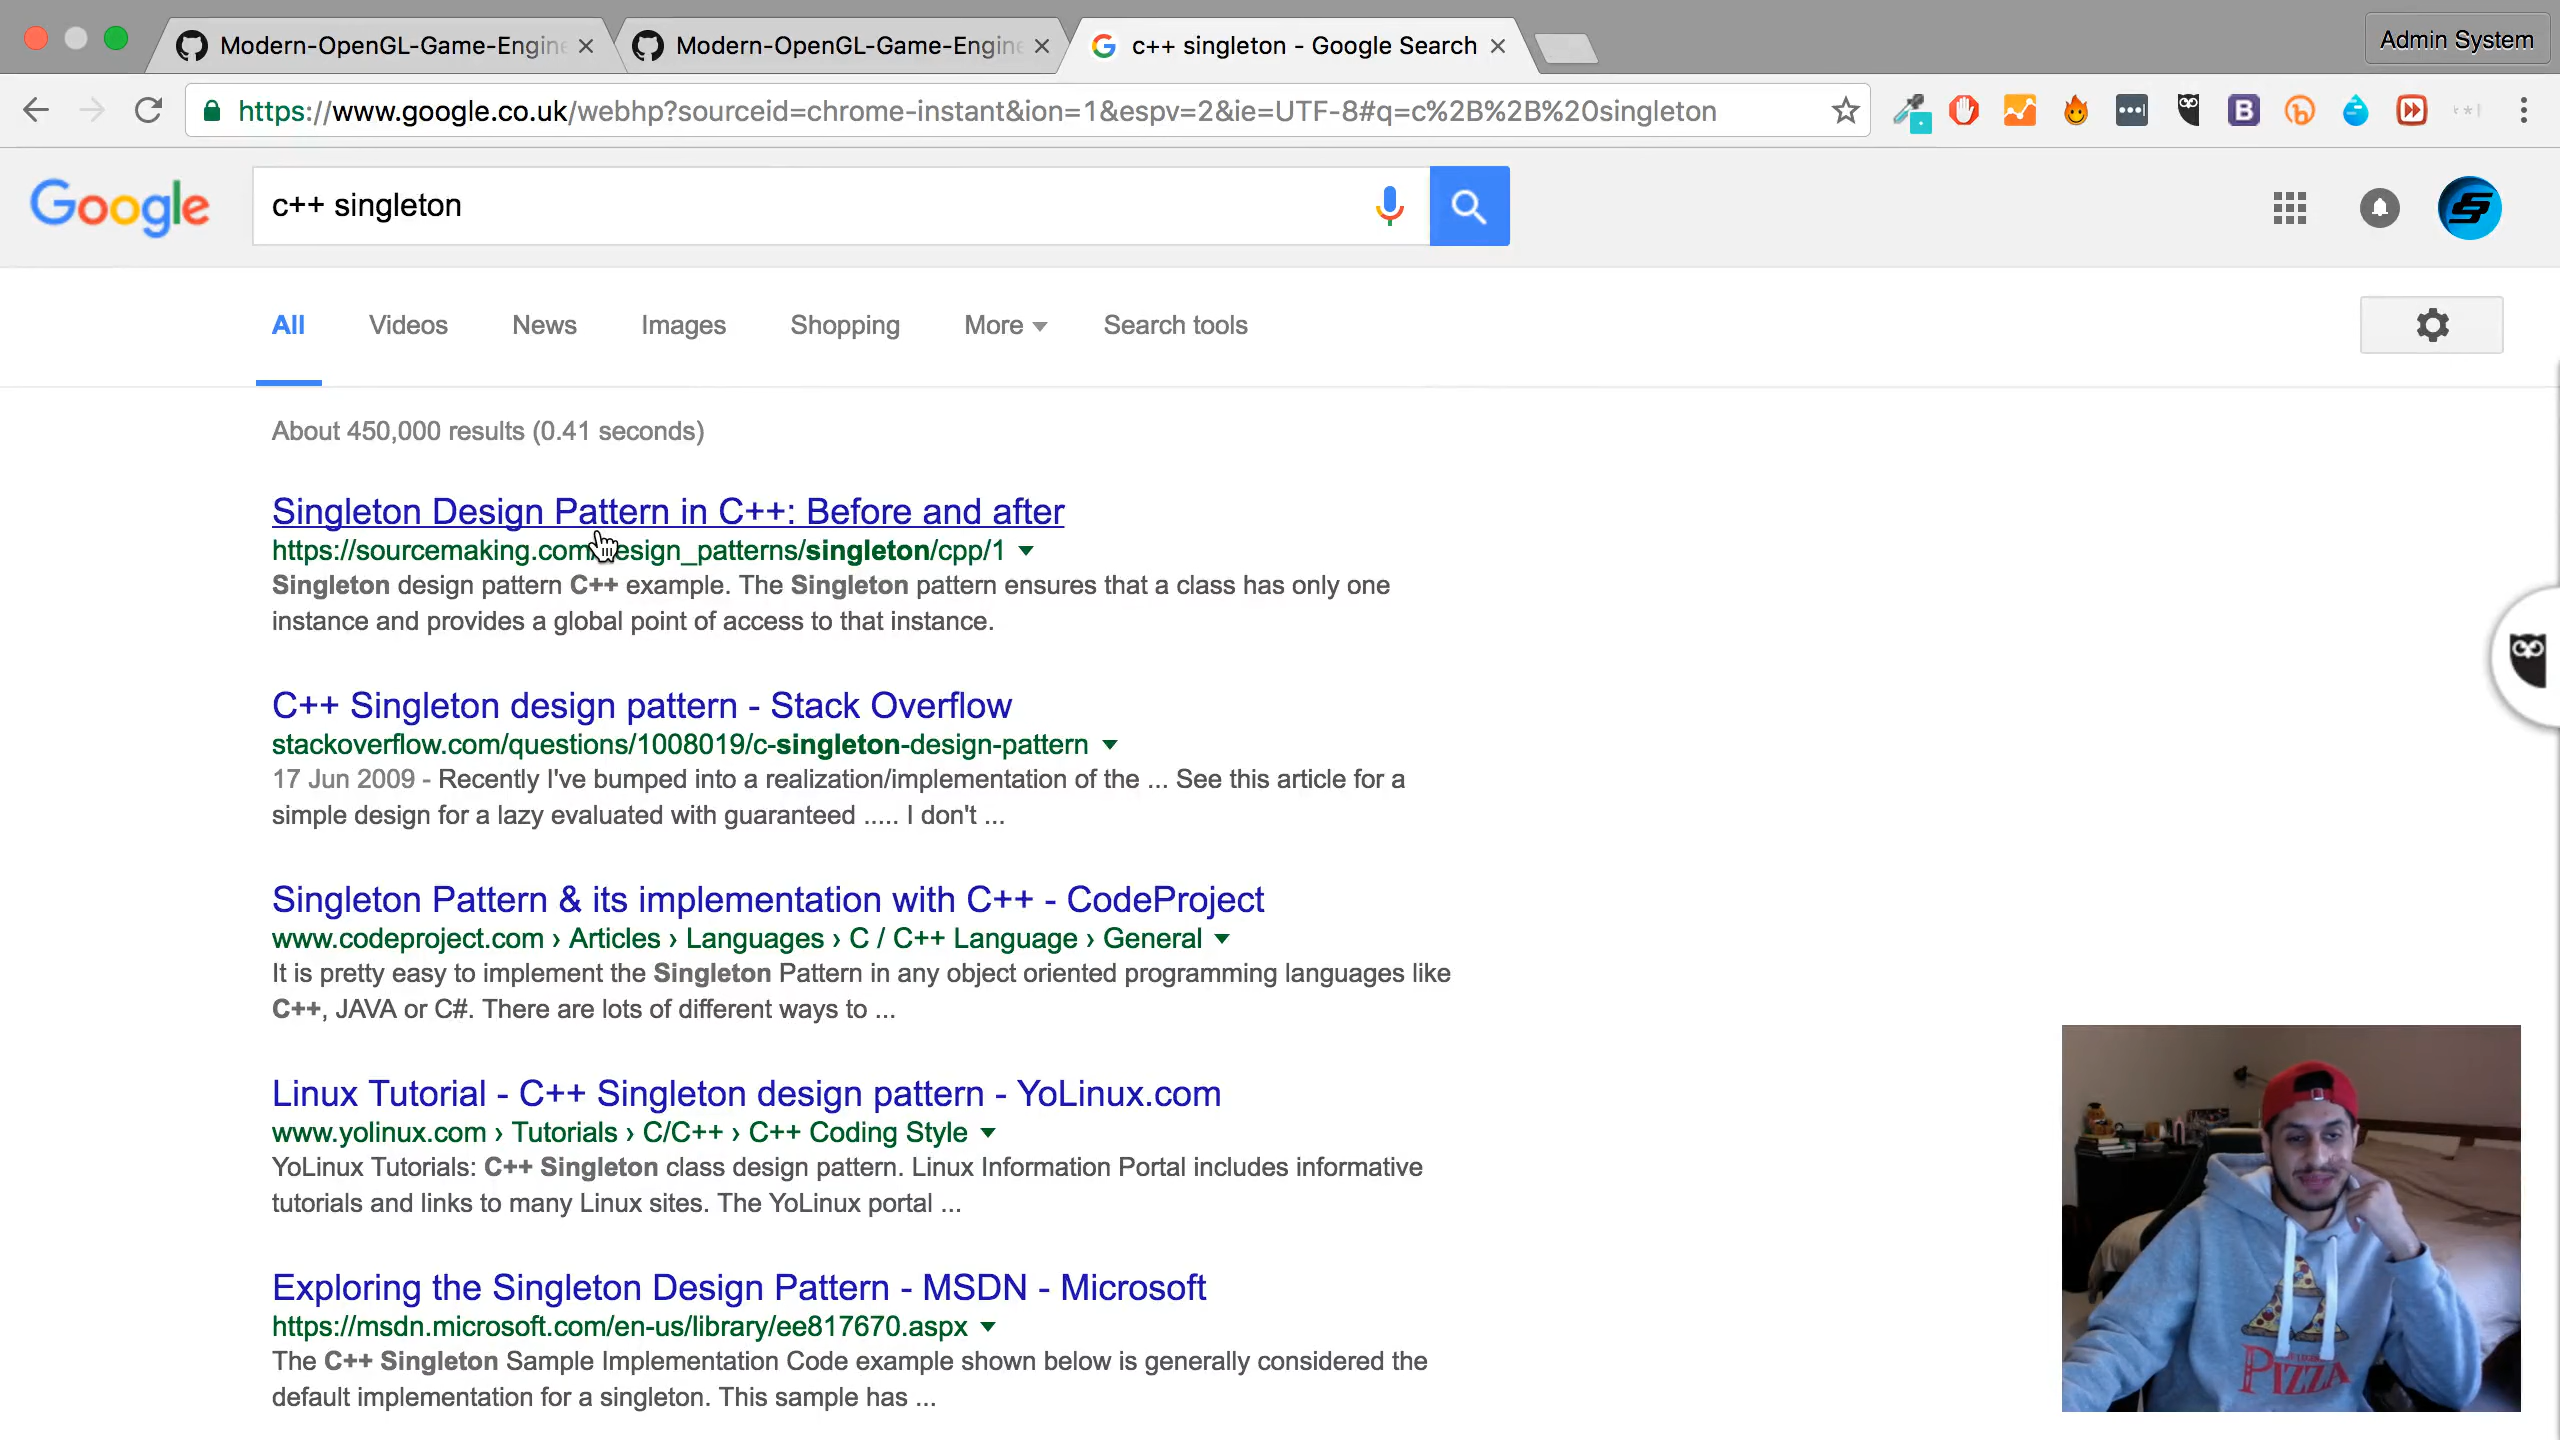 Modern-OpenGL-Game-Engine
Modern-OpenGL-Game-Engine
c++ singleton - Google Search
Admin System
https://www.google.co.uk/webhp?sourceid=chrome-instant&ion=1&espv=2&ie=UTF-8#q=c%2B%2B%20singleton
Google
c++ singleton
All
Videos
News
Images
Shopping
More
Search tools
About 450,000 results (0.41 seconds)
Singleton Design Pattern in C++: Before and after
https://sourcemaking.com/design_patterns/singleton/cpp/1
Singleton design pattern C++ example. The Singleton pattern ensures that a class has only one
instance and provides a global point of access to that instance.
C++ Singleton design pattern - Stack Overflow
stackoverflow.com/questions/1008019/c-singleton-design-pattern
17 Jun 2009 - Recently I've bumped into a realization/implementation of the ... See this article for a
simple design for a lazy evaluated with guaranteed ..... I don't ...
Singleton Pattern & its implementation with C++ - CodeProject
www.codeproject.com › Articles › Languages › C / C++ Language › General
It is pretty easy to implement the Singleton Pattern in any object oriented programming languages like
C++, JAVA or C#. There are lots of different ways to ...
Linux Tutorial - C++ Singleton design pattern - YoLinux.com
www.yolinux.com › Tutorials › C/C++ › C++ Coding Style
YoLinux Tutorials: C++ Singleton class design pattern. Linux Information Portal includes informative
tutorials and links to many Linux sites. The YoLinux portal ...
Exploring the Singleton Design Pattern - MSDN - Microsoft
https://msdn.microsoft.com/en-us/library/ee817670.aspx
The C++ Singleton Sample Implementation Code example shown below is generally considered the
default implementation for a singleton. This sample has ...
PIZZA